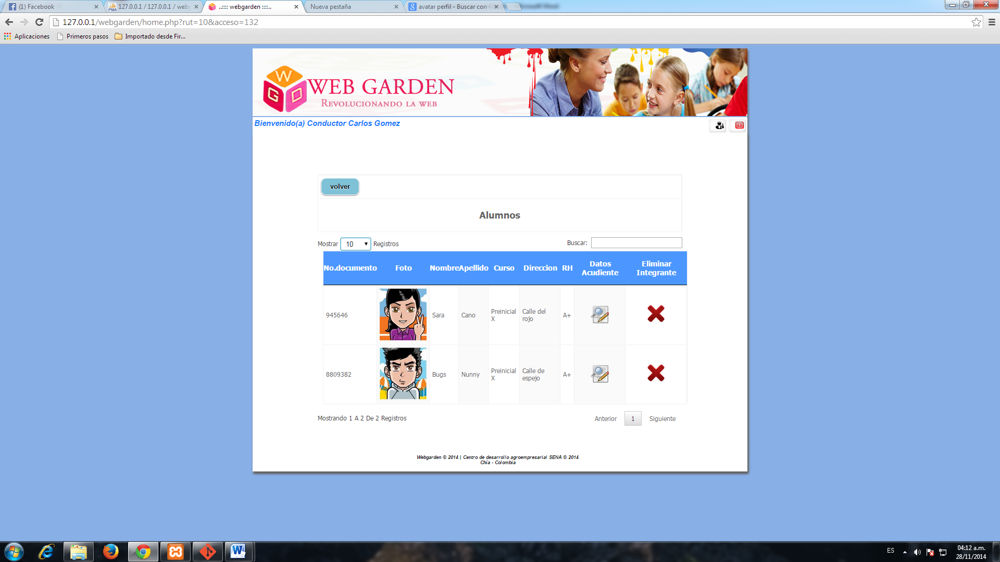 (1) Facebook
127.0.0.1 / 127.0.0.1 / web
..:::: webgarden ::::..
Nueva pestaña
avatar perfil - Buscar con
127.0.0.1/webgarden/home.php?rut=10&acceso=132
Aplicaciones
Primeros pasos
Importado desde Fir...
W
G
D
WEB GARDEN
REVOLUCIONANDO LA WEB
Bienvenido(a) Conductor Carlos Gomez
volver
Alumnos
Mostrar 10 Registros
Buscar:
No.documento Foto Nombre Apellido Curso Direccion RH Datos Acudiente Eliminar Integrante
945646 Sara Cano Preinicial X Calle del rojo A+
8809382 Bugs Nunny Preinicial X Calle de espejo A+
Mostrando 1 A 2 De 2 Registros
Anterior 1 Siguiente
Webgarden © 2014 | Centro de desarrollo agroempresarial SENA © 2014
Chía - Colombia
ES
04:12 a.m.
28/11/2014